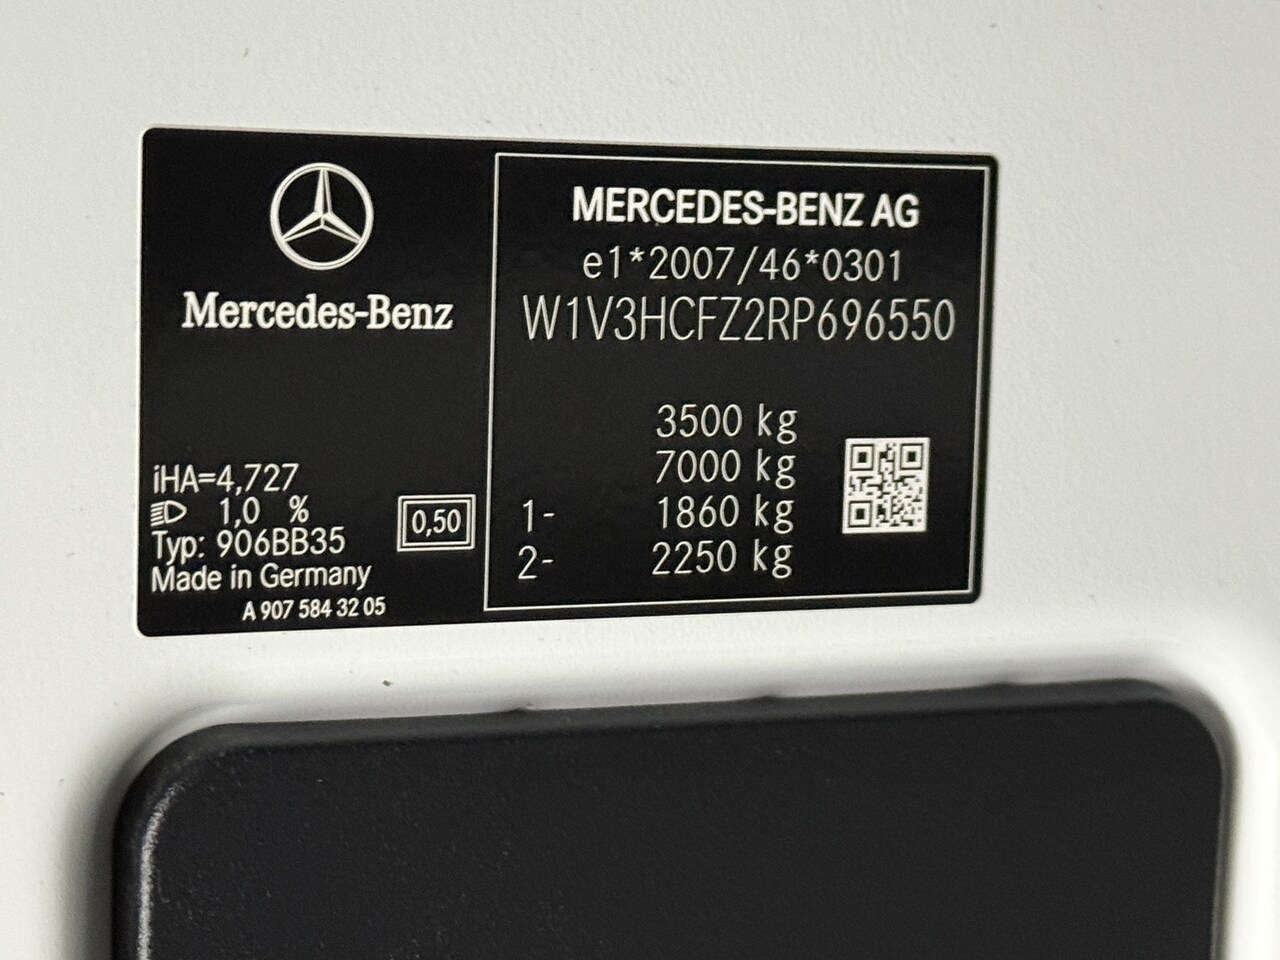 Mercedes-Benz
iHA=4,727
1,0 %
0,50
Typ: 906BB35
Made in Germany
A 907 584 32 05
MERCEDES-BENZ AG
e1*2007/46*0301
W1V3HCFZ2RP696550
3500 kg
7000 kg
1- 1860 kg
2- 2250 kg